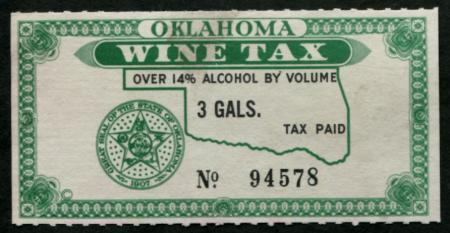 OKLAHOMA
WINE TAX
OVER 14% ALCOHOL BY VOLUME
3 GALS.
TAX PAID
GREAT SEAL OF THE STATE OF OKLAHOMA
1907
No 94578